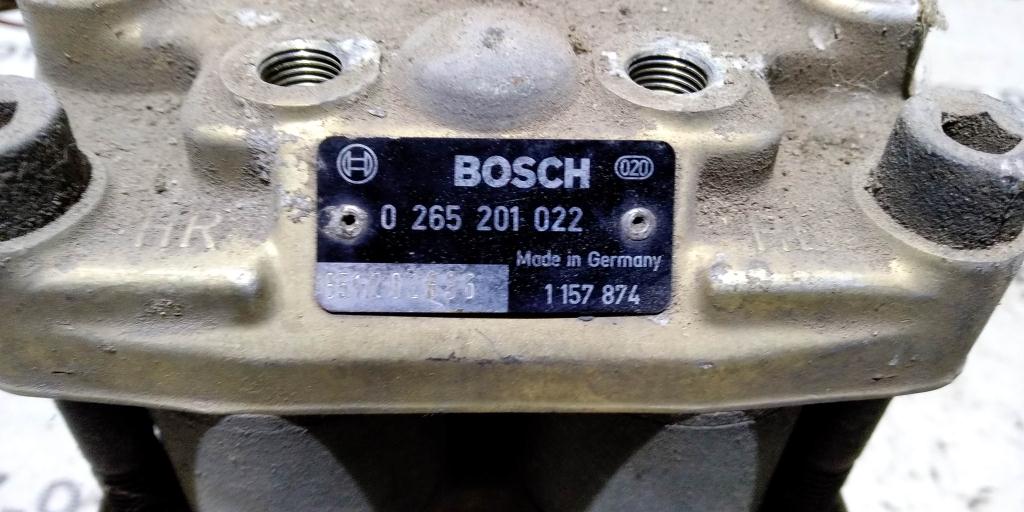 BOSCH 020
0 265 201 022
HR
Made in Germany
1 157 874